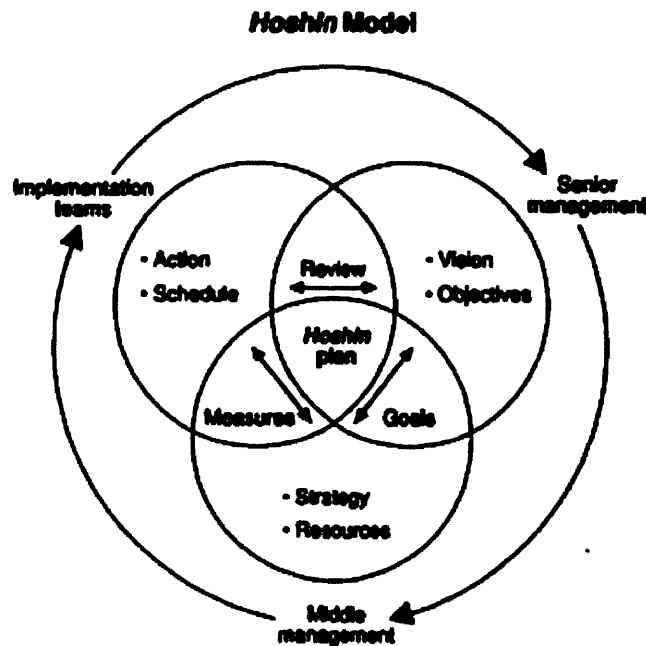 Hoshin Model
Implementation
teams
Senior
management
• Action
• Schedule
Review
• Vision
• Objectives
Hoshin
plan
Measures
Goals
• Strategy
• Resources
Middle
management